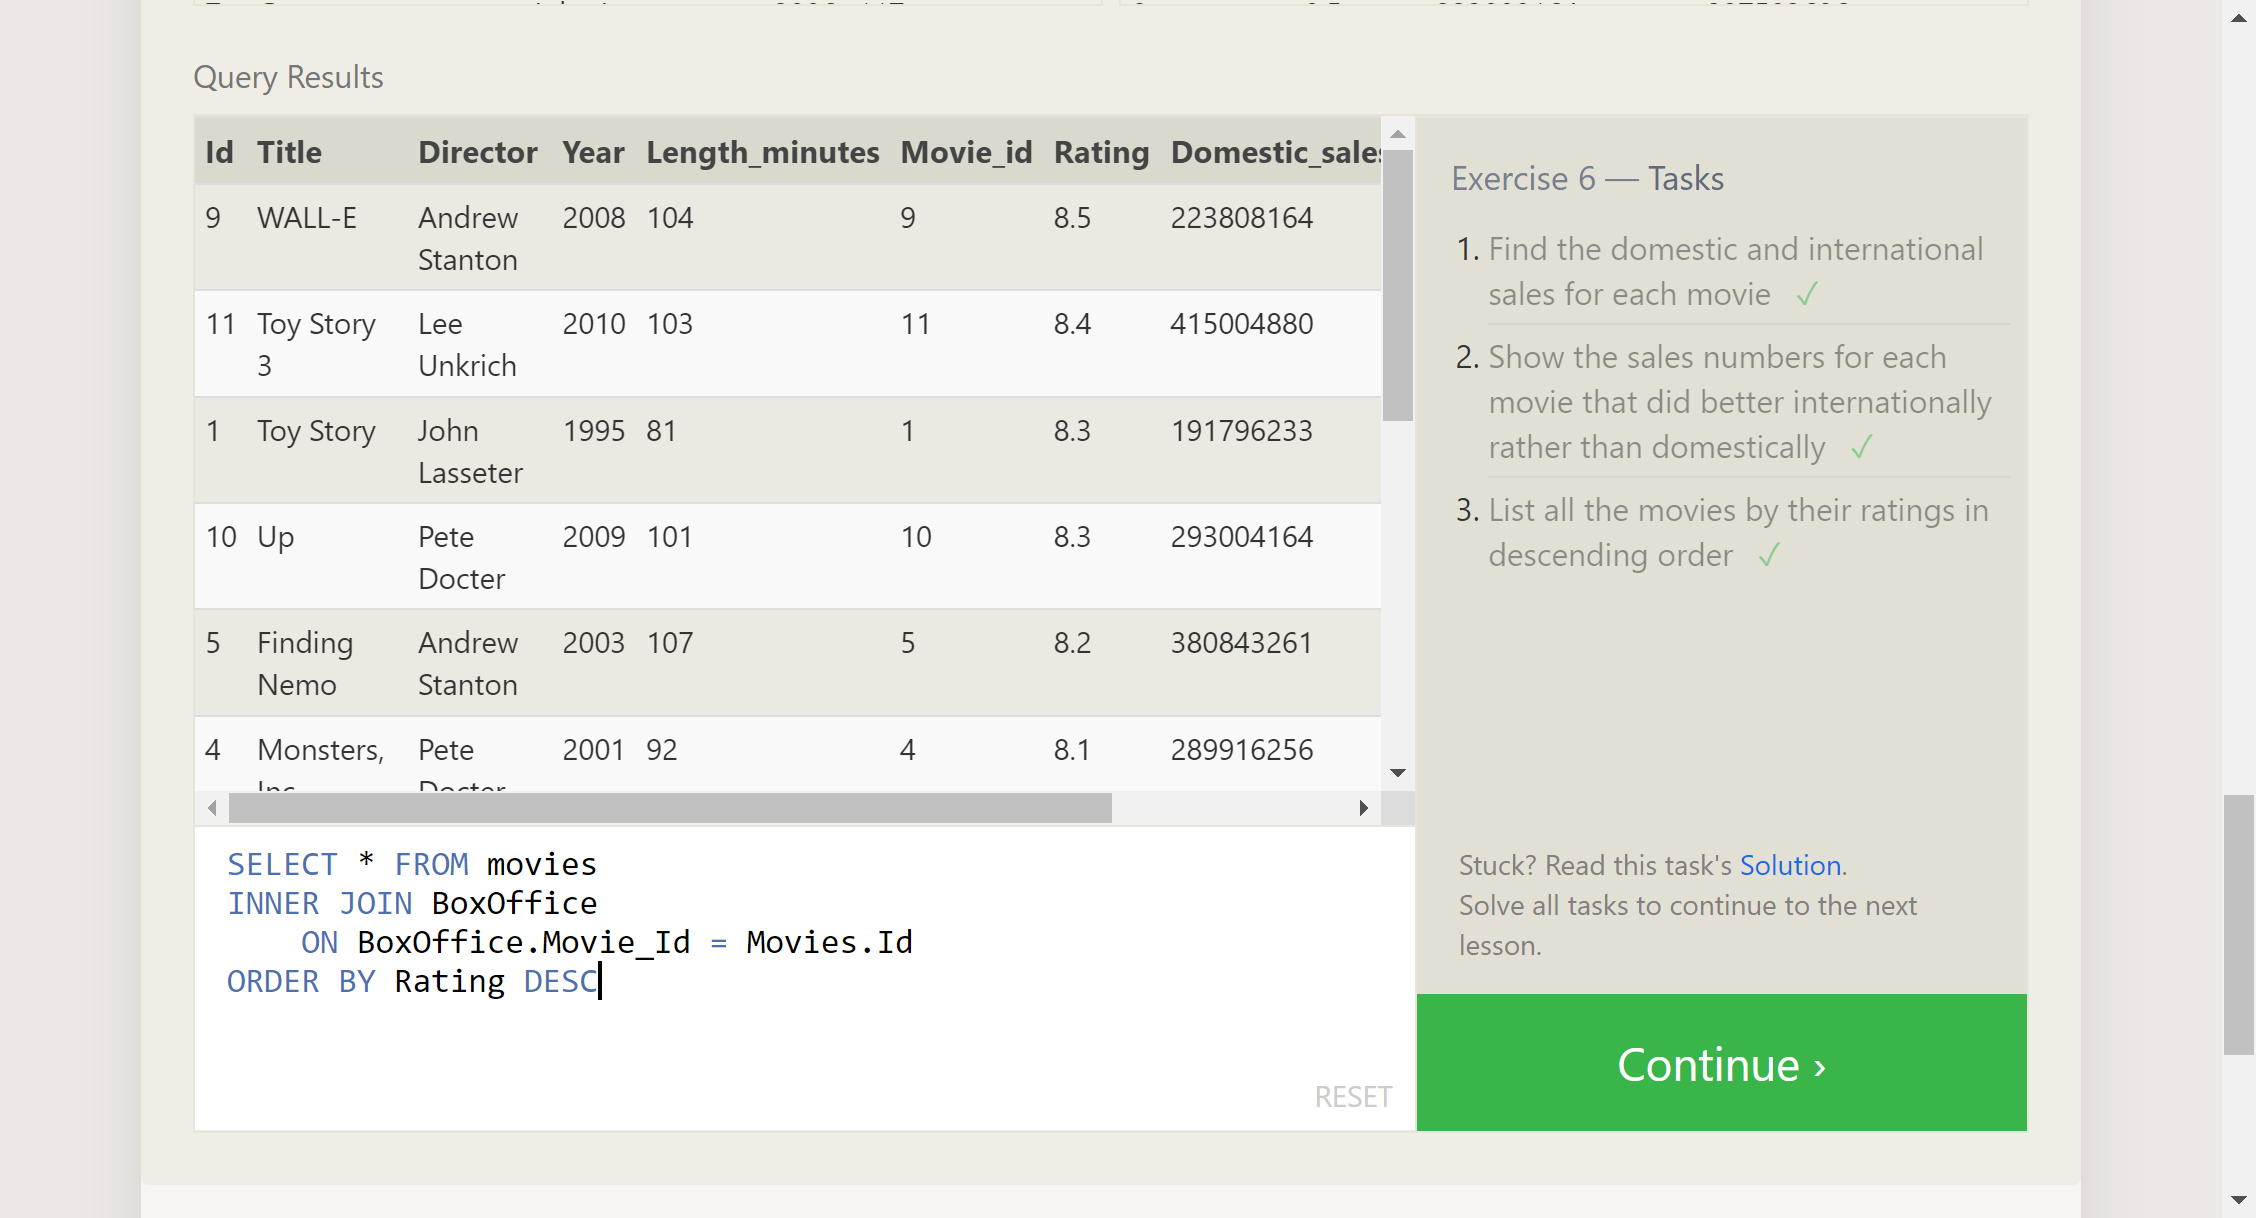 Query Results
Id Title Director Year Length_minutes Movie_id Rating Domestic_sales
9 WALL-E Andrew 2008 104 9 8.5 223808164
Stanton
11 Toy Story Lee 2010 103 11 8.4 415004880
3 Unkrich
1 Toy Story John 1995 81 1 8.3 191796233
Lasseter
10 Up Pete 2009 101 10 8.3 293004164
Docter
5 Finding Andrew 2003 107 5 8.2 380843261
Nemo Stanton
4 Monsters, Pete 2001 92 4 8.1 289916256
Inc. Docter
SELECT * FROM movies
INNER JOIN BoxOffice
    ON BoxOffice.Movie_Id = Movies.Id
ORDER BY Rating DESC
RESET
Exercise 6 — Tasks
1. Find the domestic and international
sales for each movie ✓
2. Show the sales numbers for each
movie that did better internationally
rather than domestically ✓
3. List all the movies by their ratings in
descending order ✓
Stuck? Read this task's Solution.
Solve all tasks to continue to the next
lesson.
Continue ›